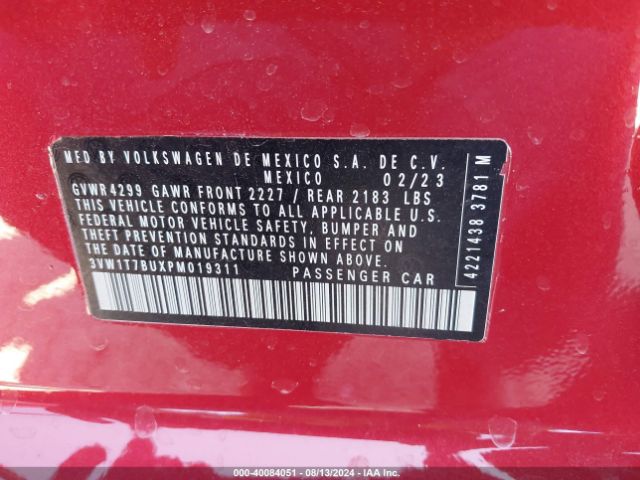 MFD BY VOLKSWAGEN DE MEXICO S.A. DE C.V.
MEXICO 02/23
GVWR 4299 GAWR FRONT 2227 / REAR 2183 LBS
THIS VEHICLE CONFORMS TO ALL APPLICABLE U.S.
FEDERAL MOTOR VEHICLE SAFETY, BUMPER AND
THEFT PREVENTION STANDARDS IN EFFECT ON
THE DATE OF MANUFACTURE SHOWN ABOVE.
3VW1T7BUXPM019311 PASSENGER CAR
4221438 3781 M
000-40084051 - 08/13/2024 - IAA Inc.